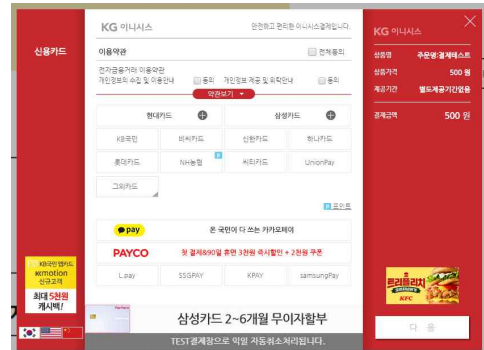 신용카드
KB국민 앱카드
KB motion
신규고객
최대 5천원
캐시백!
KG 이니시스
안전하고 편리한 이니시스결제입니다.
이용약관
전체동의
전자금융거래 이용약관
개인정보의 수집 및 이용안내
동의
개인정보 제공 및 위탁안내
동의
약관보기
현대카드
삼성카드
KB국민
비씨카드
신한카드
하나카드
롯데카드
NH농협
P
씨티카드
UnionPay
그외카드
P 포인트
pay
온 국민이 다 쓰는 카카오페이
PAYCO
첫 결제&90일 휴면 3천원 즉시할인 + 2천원 쿠폰
L.pay
SSGPAY
KPAY
samsungPay
삼성카드 2~6개월 무이자할부
TEST결제창으로 익일 자동취소처리됩니다.
KG 이니시스
상품명
주문명:결제테스트
상품가격
500 원
제공기간
별도제공기간없음
결제금액
500 원
트리플리치
KFC
다 음